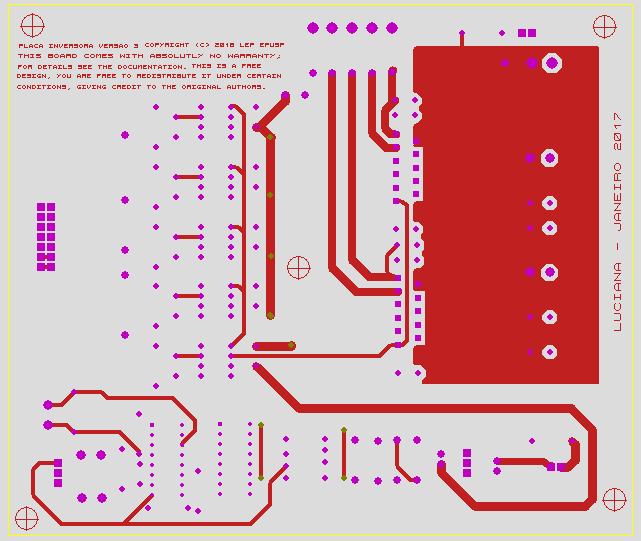 PLACA INVERSORA VERSAO 3 COPYRIGHT (C) 2018 LEP EPUSP
THIS BOARD COMES WITH ABSOLUTLY NO WARRANTY;
FOR DETAILS SEE THE DOCUMENTATION. THIS IS A FREE
DESIGN, YOU ARE FREE TO REDISTRIBUTE IT UNDER CERTAIN
CONDITIONS, GIVING CREDIT TO THE ORIGINAL AUTHORS.
LUCIANA - JANEIRO 2017